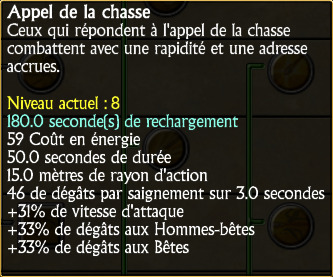 Appel de la chasse
Ceux qui répondent à l'appel de la chasse
combattent avec une rapidité et une adresse
accrues.
Niveau actuel : 8
180.0 seconde(s) de rechargement
59 Coût en énergie
50.0 secondes de durée
15.0 mètres de rayon d'action
46 de dégâts par saignement sur 3.0 secondes
+31% de vitesse d'attaque
+33% de dégâts aux Hommes-bêtes
+33% de dégâts aux Bêtes